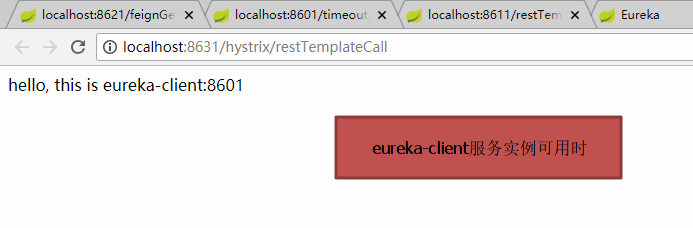 localhost:8621/feignGe
localhost:8601/timeout
localhost:8611/restTem
Eureka
localhost:8631/hystrix/restTemplateCall
hello, this is eureka-client:8601
eureka-client服务实例可用时